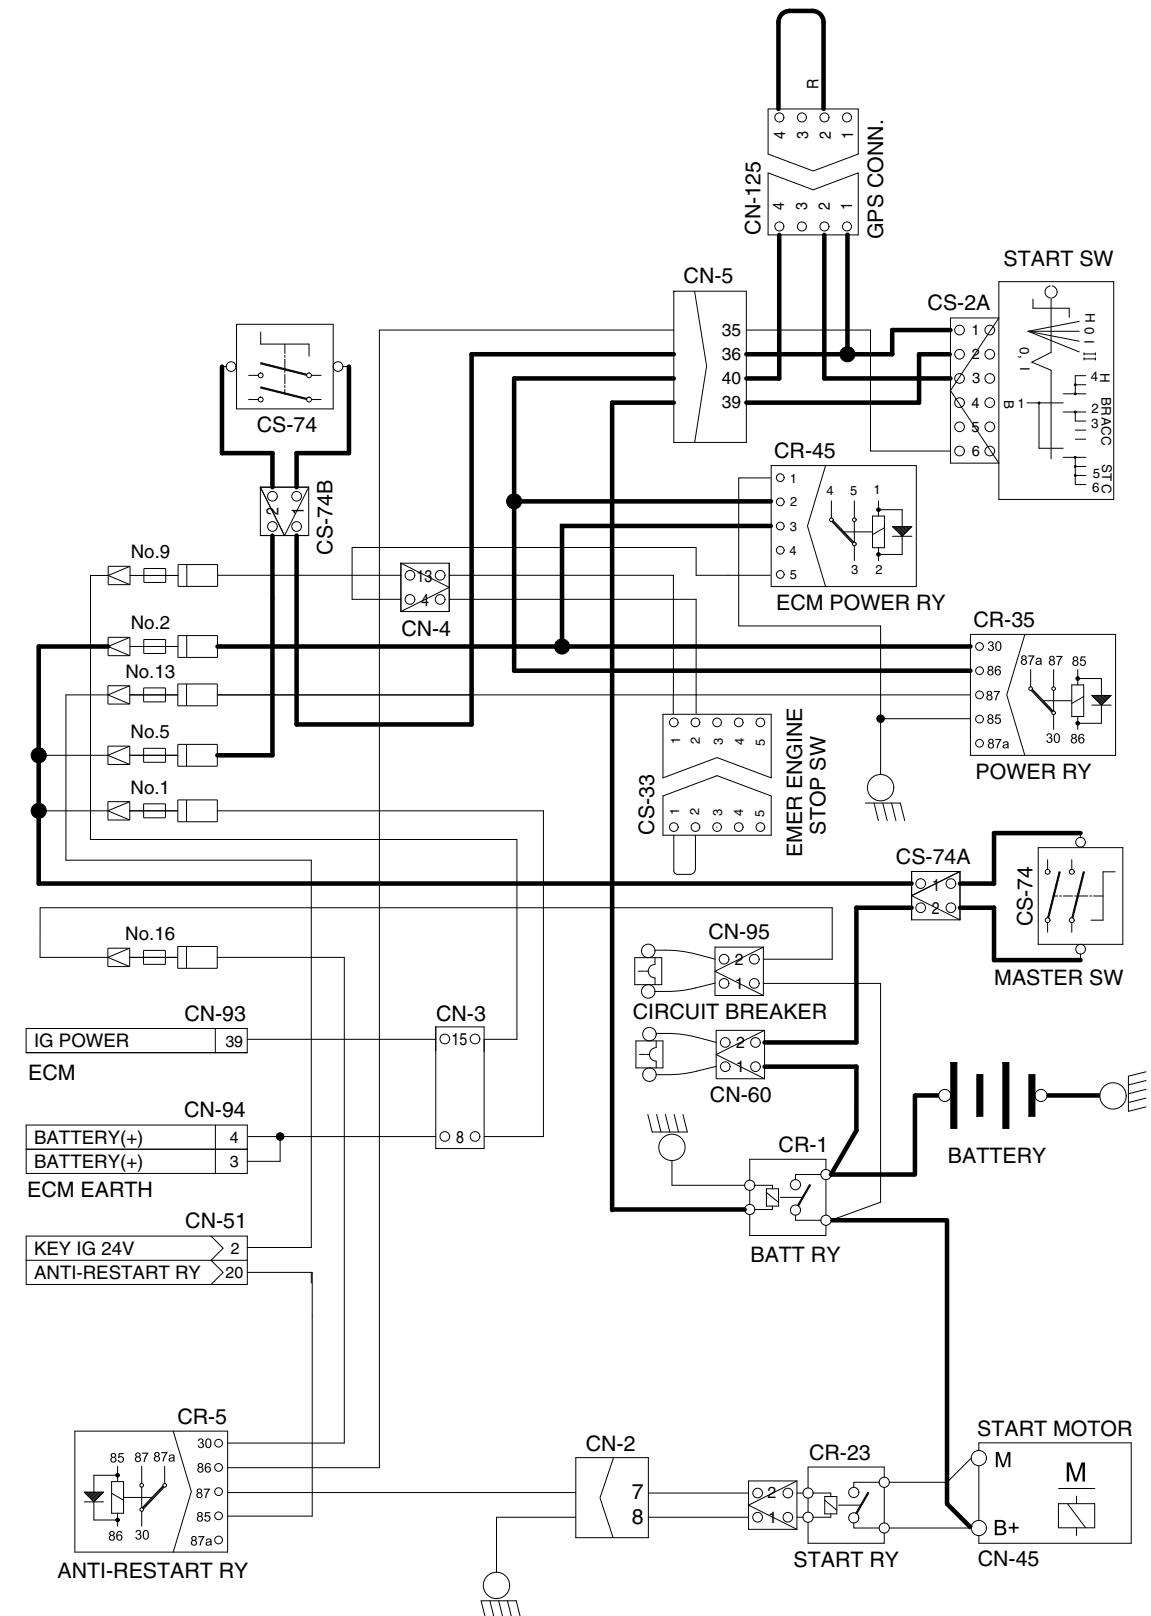 R
4 3 2 1
CN-125
GPS CONN.
4 3 2 1
START SW
CN-5
CS-2A
35
36
40
39
1
2
3
4
5
6
H O I II
0, I
B 1
4 H
BR
2
ACC
3
ST
5
C
6
CS-74
CS-74B
2 1
CR-45
1
2
3
4
5
4 5 1
3 2
ECM POWER RY
No.9
13
4
CN-4
No.2
CR-35
30
86
87
85
87a
87a 87 85
30 86
POWER RY
No.13
No.5
No.1
1 2 3 4 5
CS-33
1 2 3 4 5
EMER ENGINE
STOP SW
CS-74A
1
2
CS-74
MASTER SW
No.16
CN-95
2
1
CIRCUIT BREAKER
2
1
CN-60
CN-93
IG POWER 39
ECM
CN-3
15
8
CN-94
BATTERY(+) 4
BATTERY(+) 3
ECM EARTH
BATTERY
CR-1
BATT RY
CN-51
KEY IG 24V 2
ANTI-RESTART RY 20
CR-5
30
86
87
85
87a
85 87 87a
86 30
ANTI-RESTART RY
CN-2
7
8
2
1
CR-23
START RY
START MOTOR
M
M
B+
CN-45